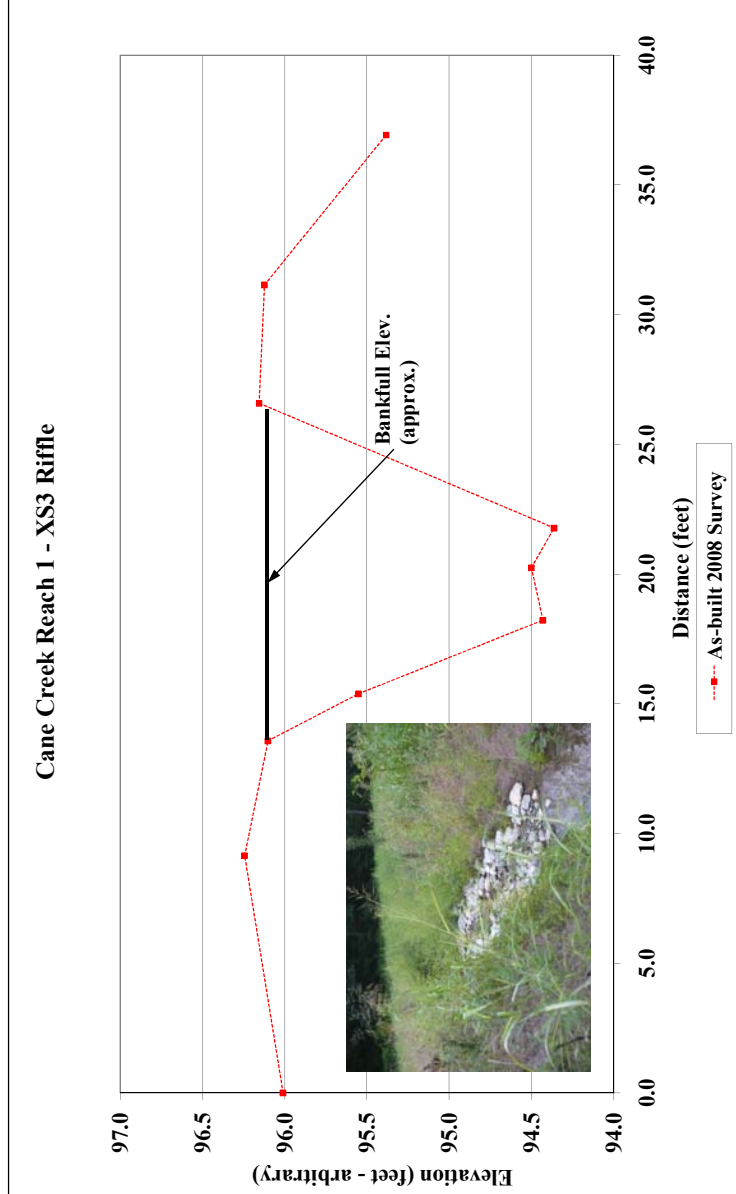 Cane Creek Reach 1 - XS3 Riffle
97.0
96.5
96.0
95.5
95.0
94.5
94.0
Elevation (feet - arbitrary)
Bankfull Elev.
(approx.)
0.0
5.0
10.0
15.0
20.0
25.0
30.0
35.0
40.0
Distance (feet)
As-built 2008 Survey